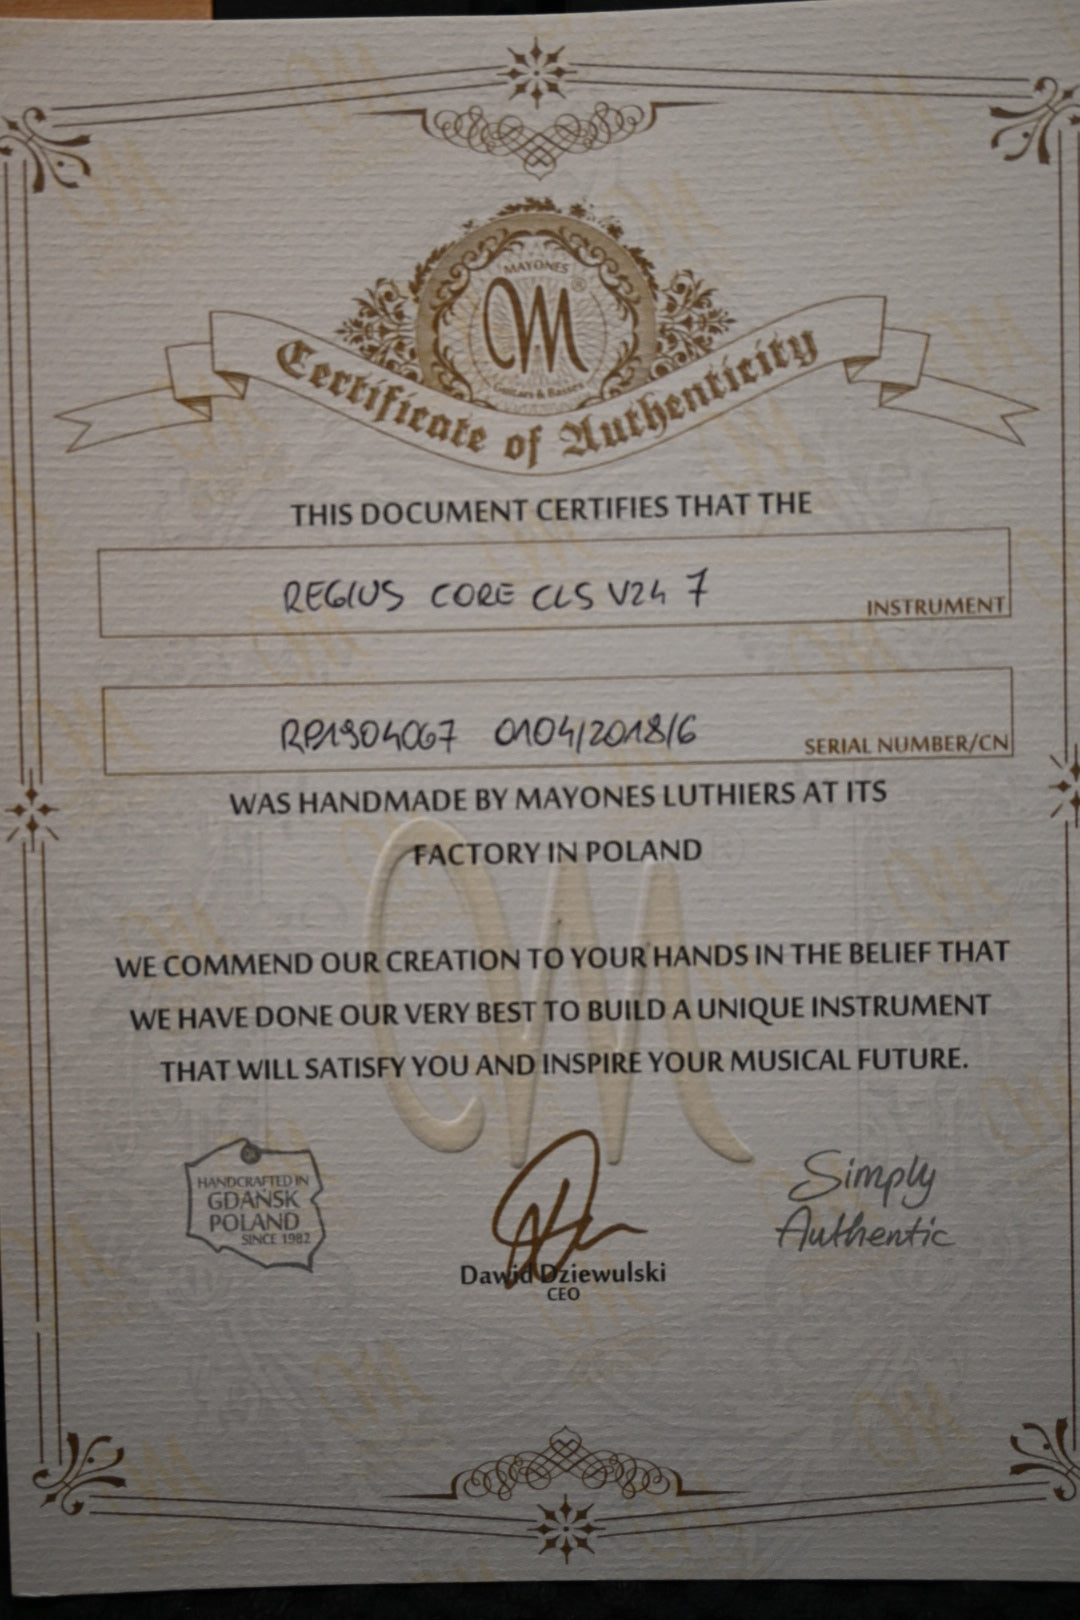 MAYONES
M®
Guitars & Basses
Certificate of Authenticity
THIS DOCUMENT CERTIFIES THAT THE
REGIUS CORE CLS V24 7
INSTRUMENT
RP1904067 0104/2018/6
SERIAL NUMBER/CN
WAS HANDMADE BY MAYONES LUTHIERS AT ITS
FACTORY IN POLAND
WE COMMEND OUR CREATION TO YOUR HANDS IN THE BELIEF THAT
WE HAVE DONE OUR VERY BEST TO BUILD A UNIQUE INSTRUMENT
THAT WILL SATISFY YOU AND INSPIRE YOUR MUSICAL FUTURE.
HANDCRAFTED IN
GDAŃSK
POLAND
SINCE 1982
Dawid Dziewulski
CEO
Simply
Authentic